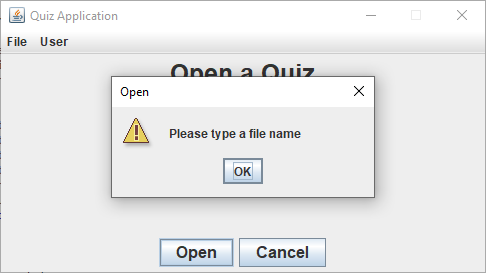 Quiz Application
File User
Open a Quiz
Open
Please type a file name
OK
Open Cancel